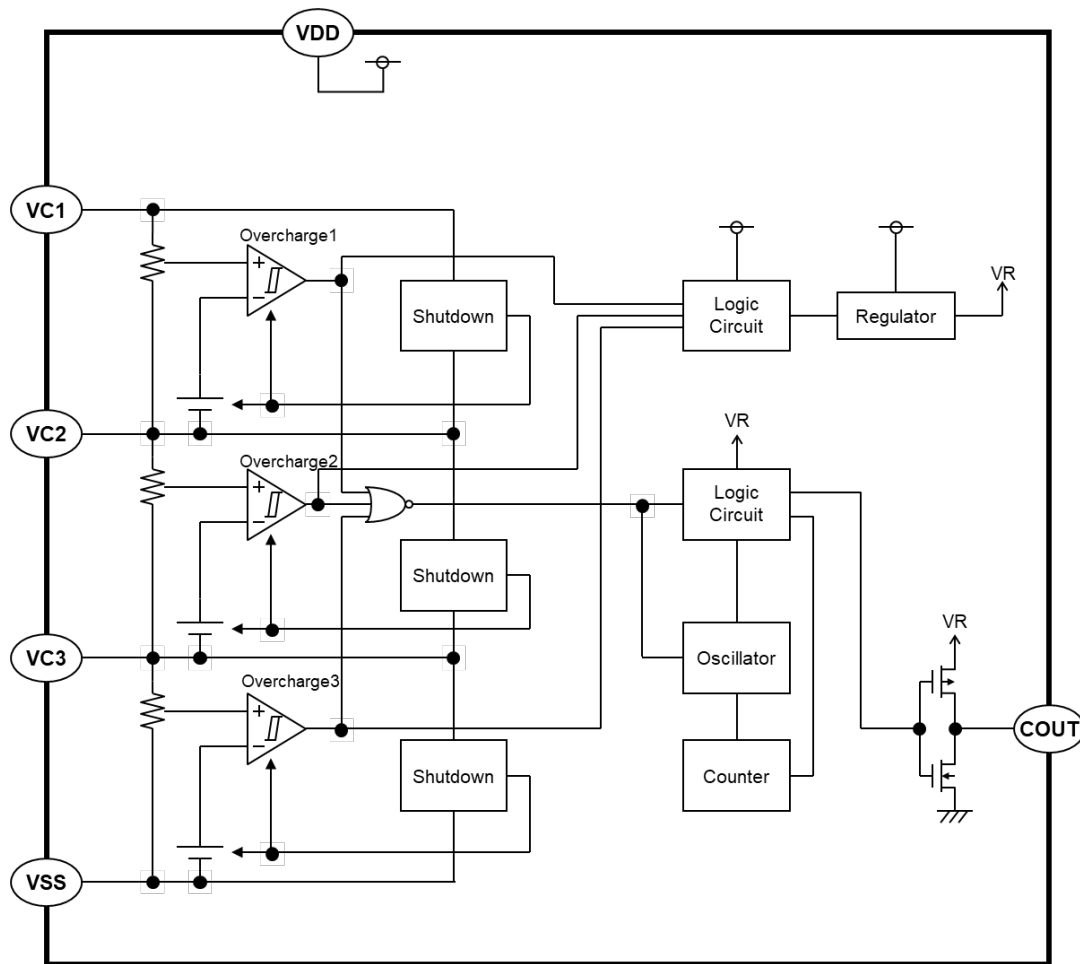 VDD
VC1
Overcharge1
+
−
Shutdown
Logic
Circuit
Regulator
VR
VC2
Overcharge2
+
−
Shutdown
VR
Logic
Circuit
VC3
Oscillator
VR
Overcharge3
+
−
Shutdown
Counter
COUT
VSS